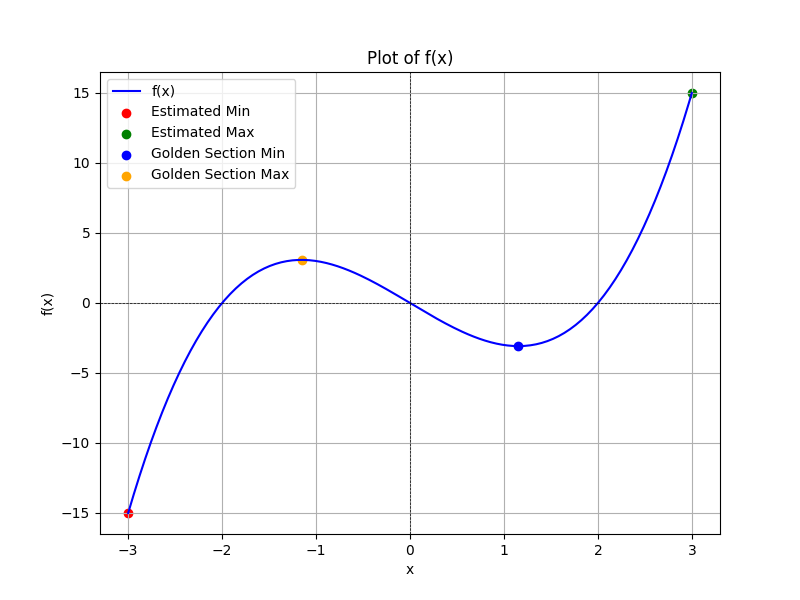 Plot of f(x)
f(x)
Estimated Min
Estimated Max
Golden Section Min
Golden Section Max
15
10
5
0
−5
−10
−15
f(x)
−3
−2
−1
0
1
2
3
x